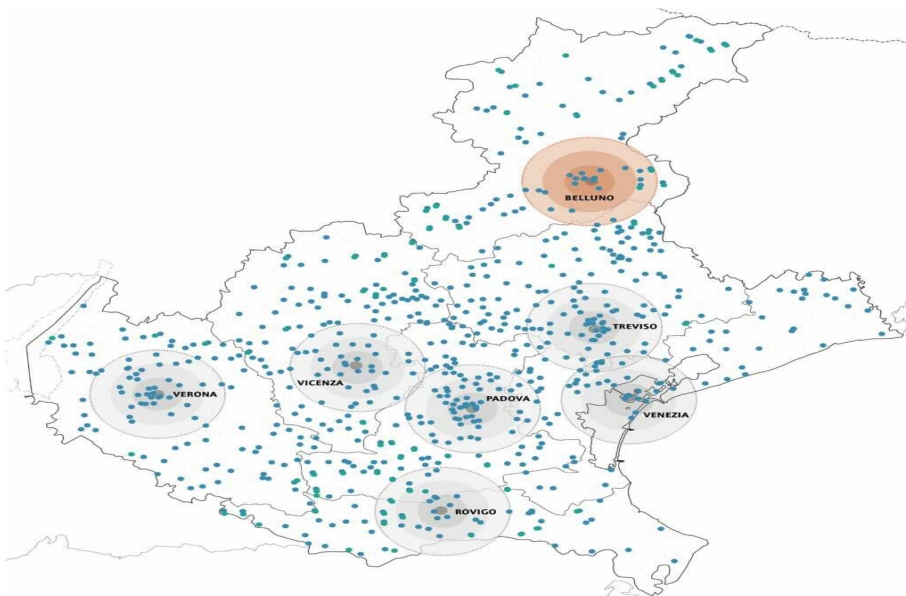 BELLUNO
TREVISO
VICENZA
VERONA
PADOVA
VENEZIA
ROVIGO